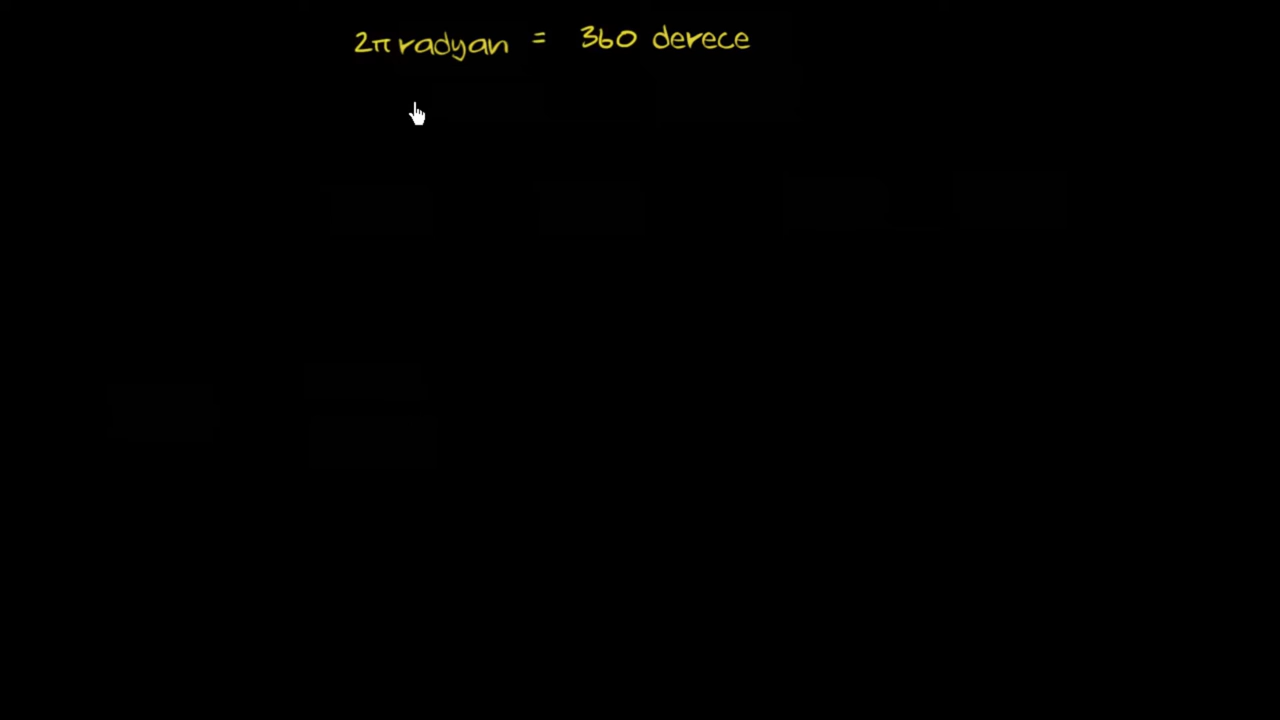 2π radyan = 360 derece